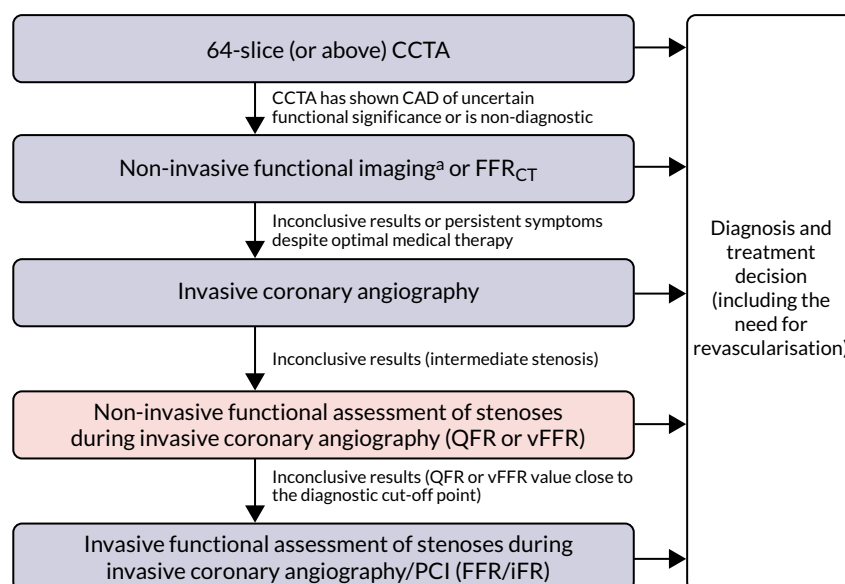 64-slice (or above) CCTA
CCTA has shown CAD of uncertain
functional significance or is non-diagnostic
Non-invasive functional imagingᵃ or FFR_CT
Inconclusive results or persistent symptoms
despite optimal medical therapy
Invasive coronary angiography
Inconclusive results (intermediate stenosis)
Non-invasive functional assessment of stenoses
during invasive coronary angiography (QFR or vFFR)
Inconclusive results (QFR or vFFR value close to
the diagnostic cut-off point)
Invasive functional assessment of stenoses during
invasive coronary angiography/PCI (FFR/iFR)
Diagnosis and
treatment
decision
(including the
need for
revascularisation)